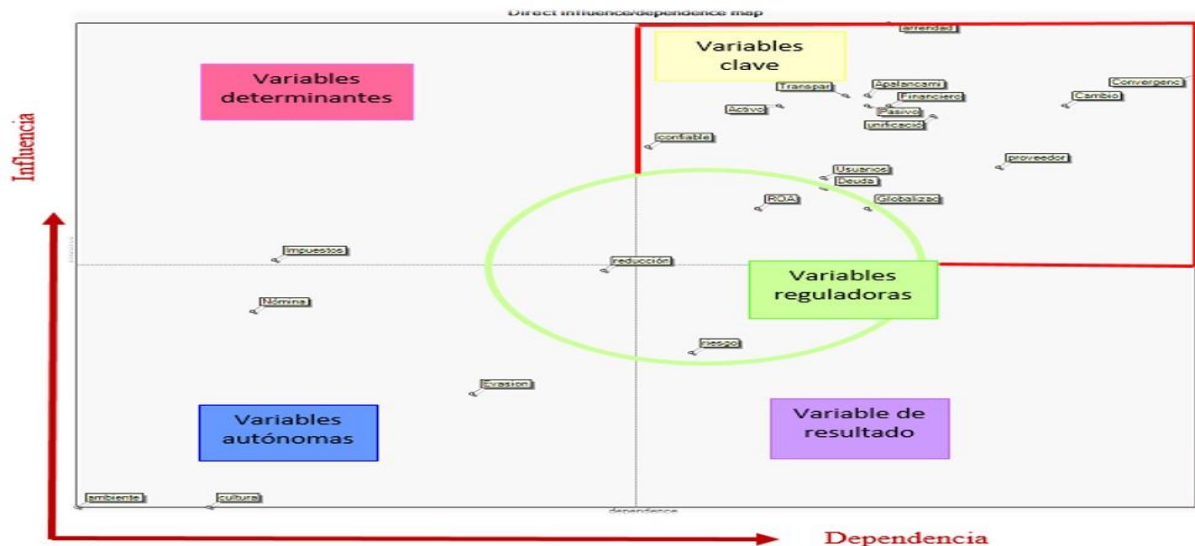 Direct influence/dependence map
arrendad
Variables
clave
Variables
determinantes
Transpar
Apalancami
Convergenc
Activo
Financiero
Cambio
Pasivo
unificació
confiable
Influencia
Usuarios
proveedor
Deuda
ROA
Globalizac
Impuestos
reducción
Variables
reguladoras
Nómina
riesgo
Evasion
Variables
autónomas
Variable de
resultado
ambiente
cultura
dependence
Dependencia